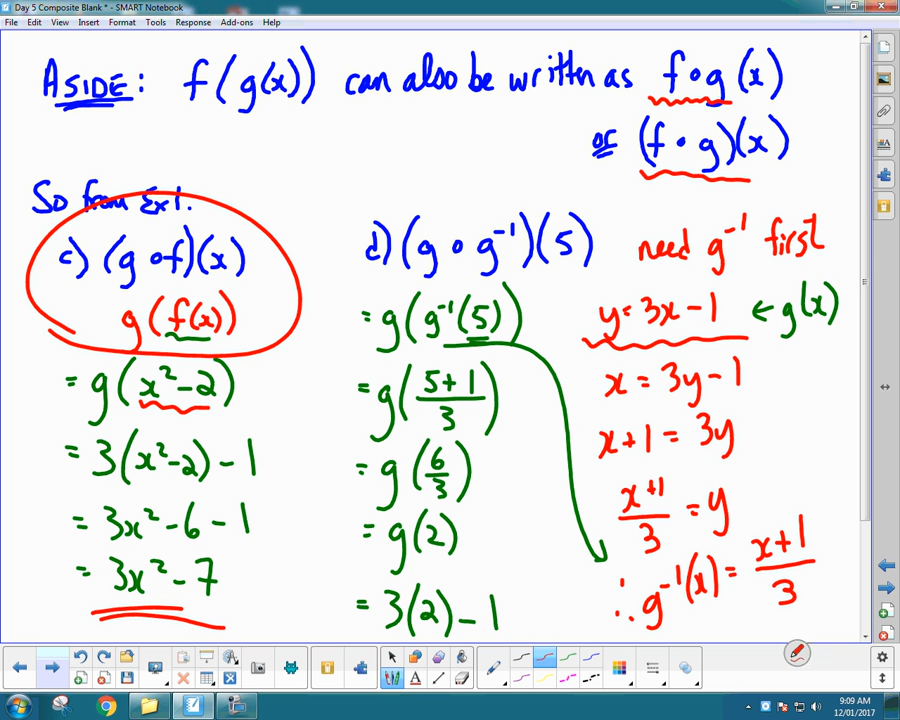 Day 5 Composite Blank * - SMART Notebook
File Edit View Insert Format Tools Response Add-ons Help
ASIDE: f(g(x)) can also be written as f∘g(x)
or (f∘g)(x)
So from Ex 1.
c) (g∘f)(x)
g(f(x))
= g(x²-2)
= 3(x²-2) - 1
= 3x² - 6 - 1
= 3x² - 7
d) (g∘g⁻¹)(5)
= g(g⁻¹(5))
= g((5+1)/3)
= g(6/3)
= g(2)
= 3(2) - 1
need g⁻¹ first
y = 3x - 1 ← g(x)
x = 3y - 1
x+1 = 3y
(x+1)/3 = y
∴ g⁻¹(x) = (x+1)/3
9:09 AM
12/01/2017